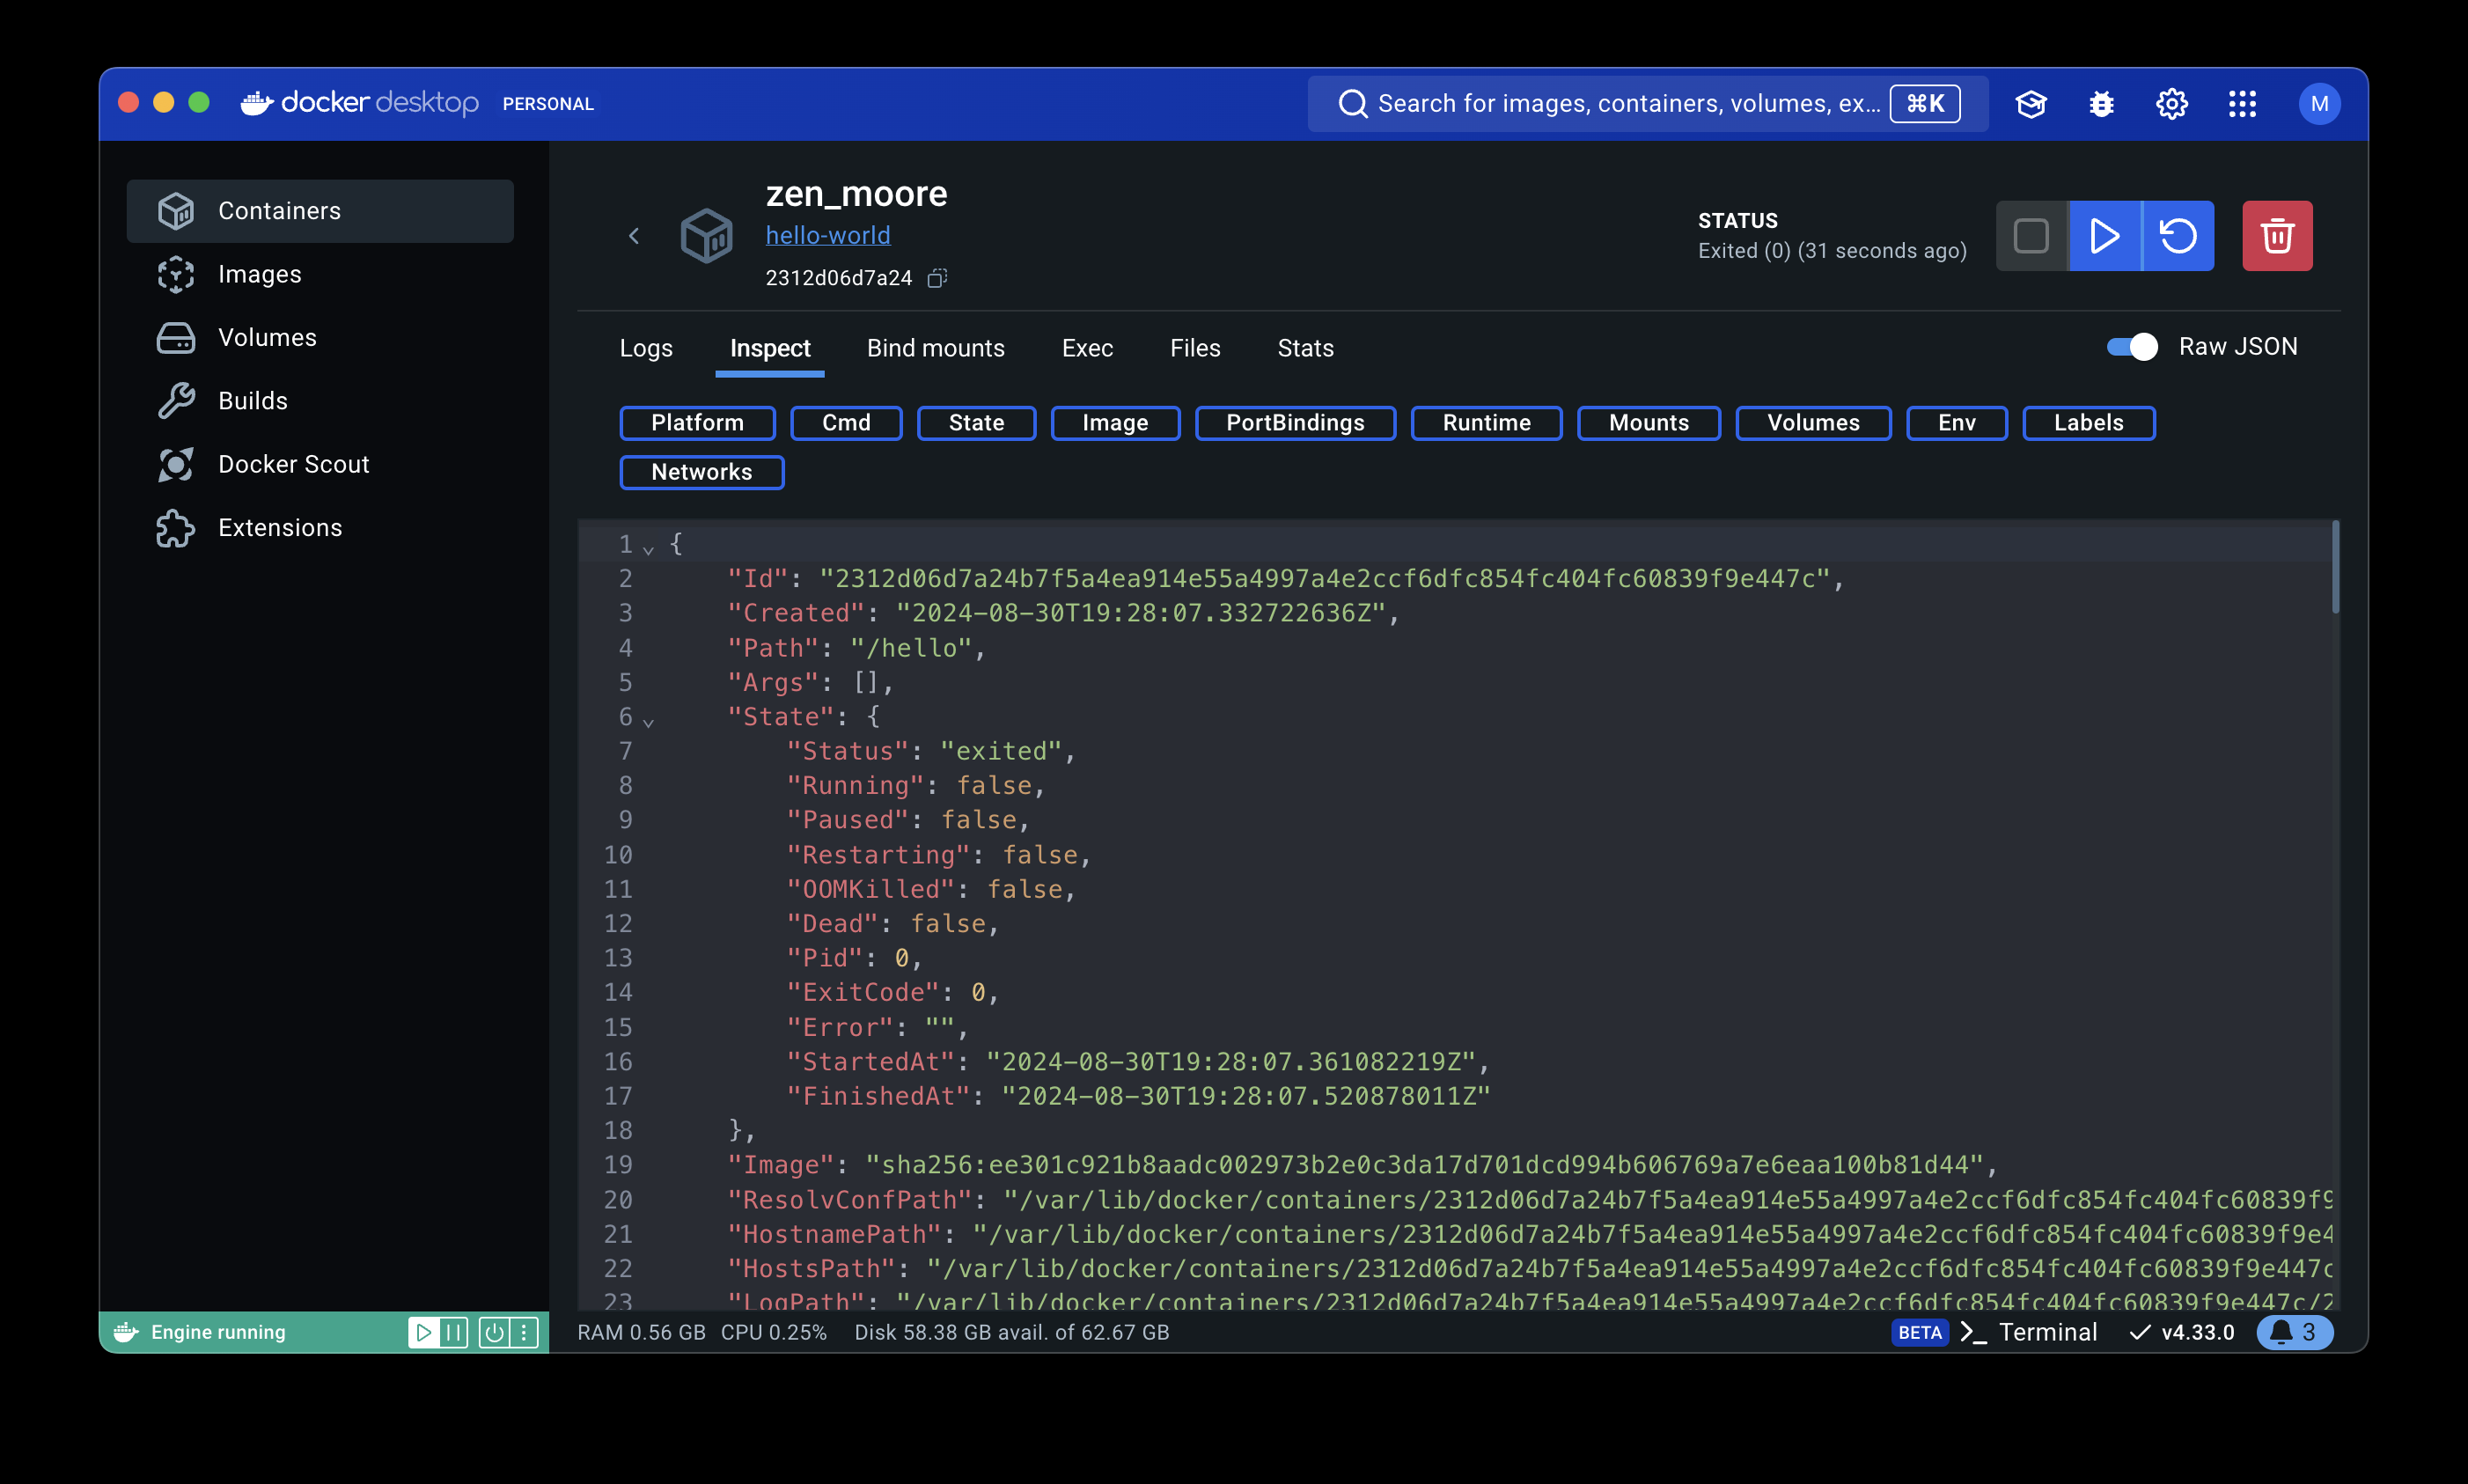 docker desktop PERSONAL
Search for images, containers, volumes, ex... ⌘K
M
Containers
Images
Volumes
Builds
Docker Scout
Extensions
zen_moore
hello-world
2312d06d7a24
STATUS
Exited (0) (31 seconds ago)
Logs Inspect Bind mounts Exec Files Stats
Raw JSON
Platform Cmd State Image PortBindings Runtime Mounts Volumes Env Labels
Networks
1 {
2 "Id": "2312d06d7a24b7f5a4ea914e55a4997a4e2ccf6dfc854fc404fc60839f9e447c",
3 "Created": "2024-08-30T19:28:07.332722636Z",
4 "Path": "/hello",
5 "Args": [],
6 "State": {
7 "Status": "exited",
8 "Running": false,
9 "Paused": false,
10 "Restarting": false,
11 "OOMKilled": false,
12 "Dead": false,
13 "Pid": 0,
14 "ExitCode": 0,
15 "Error": "",
16 "StartedAt": "2024-08-30T19:28:07.361082219Z",
17 "FinishedAt": "2024-08-30T19:28:07.520878011Z"
18 },
19 "Image": "sha256:ee301c921b8aadc002973b2e0c3da17d701dcd994b606769a7e6eaa100b81d44",
20 "ResolvConfPath": "/var/lib/docker/containers/2312d06d7a24b7f5a4ea914e55a4997a4e2ccf6dfc854fc404fc60839f9
21 "HostnamePath": "/var/lib/docker/containers/2312d06d7a24b7f5a4ea914e55a4997a4e2ccf6dfc854fc404fc60839f9e4
22 "HostsPath": "/var/lib/docker/containers/2312d06d7a24b7f5a4ea914e55a4997a4e2ccf6dfc854fc404fc60839f9e447c
23 "LogPath": "/var/lib/docker/containers/2312d06d7a24b7f5a4ea914e55a4997a4e2ccf6dfc854fc404fc60839f9e447c/2
Engine running
RAM 0.56 GB CPU 0.25% Disk 58.38 GB avail. of 62.67 GB
BETA Terminal v4.33.0 3